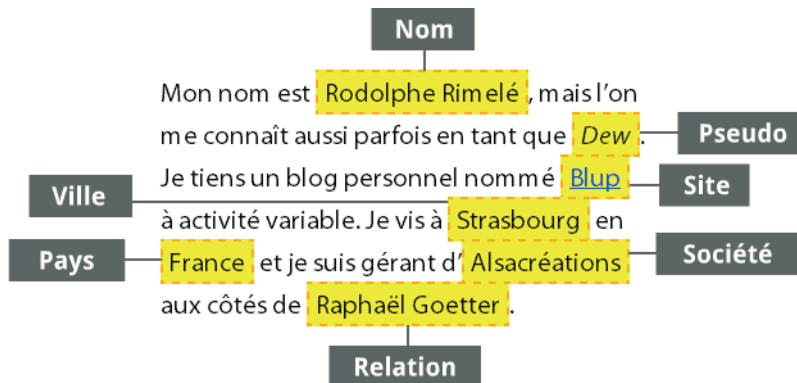 Nom
Mon nom est Rodolphe Rimelé, mais l'on
me connaît aussi parfois en tant que Dew.
Pseudo
Je tiens un blog personnel nommé Blup
Site
Ville
à activité variable. Je vis à Strasbourg en
Pays
France et je suis gérant d'Alsacréations
Société
aux côtés de Raphaël Goetter.
Relation